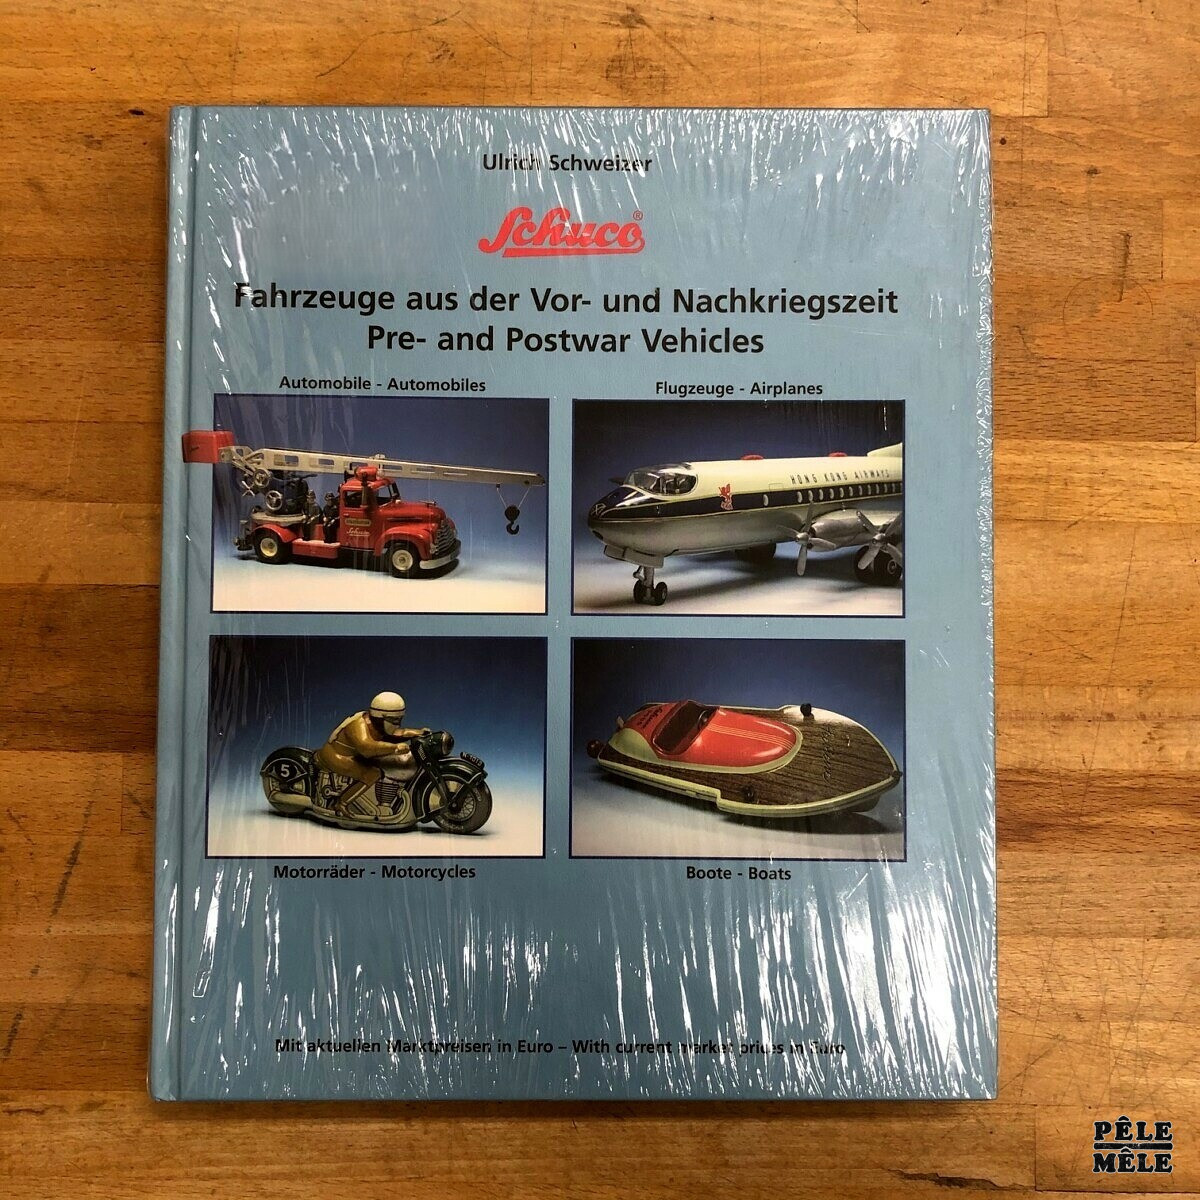 Ulrich Schweizer
Schuco®
Fahrzeuge aus der Vor- und Nachkriegszeit
Pre- and Postwar Vehicles
Automobile - Automobiles
Flugzeuge - Airplanes
Schuco
HONG KONG AIRWAYS
5
Motorräder - Motorcycles
Boote - Boats
Mit aktuellen Marktpreisen in Euro – With current market prices in Euro
PÊLE
MÊLE